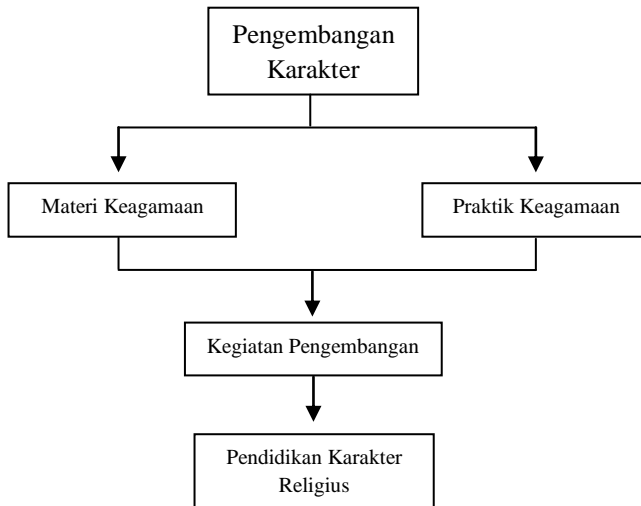 Pengembangan
Karakter
Materi Keagamaan
Praktik Keagamaan
Kegiatan Pengembangan
Pendidikan Karakter
Religius